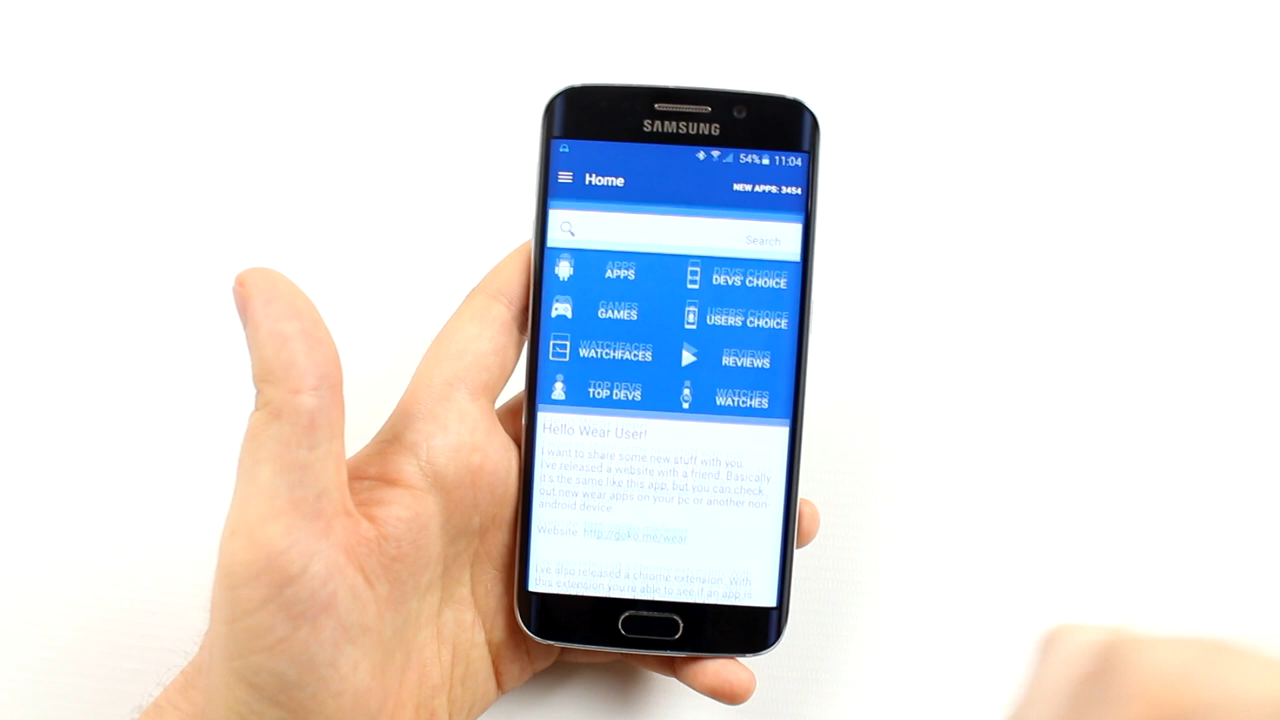 SAMSUNG
54% 11:04
Home
NEW APPS: 3454
Search
APPS
DEVS' CHOICE
GAMES
USERS' CHOICE
WATCHFACES
REVIEWS
TOP DEVS
WATCHES
Hello Wear User!
I want to share some new stuff with you.
I've released a website with a friend. Basically
it's the same like this app, but you can check
out new wear apps on your pc or another non-
android device.
Website: http://goko.me/wear
I've also released a chrome extension. With
this extension you're able to see if an app is